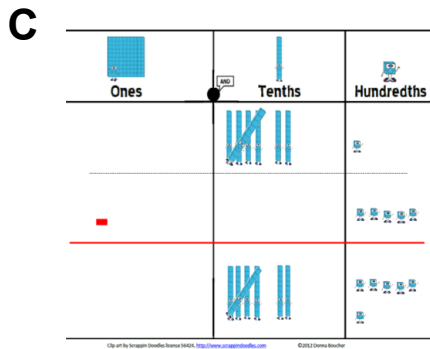 C
AND
Ones Tenths Hundredths
Clip art by Scrappin Doodles license 56424, http://www.scrappindoodles.com ©2012 Donna Boucher